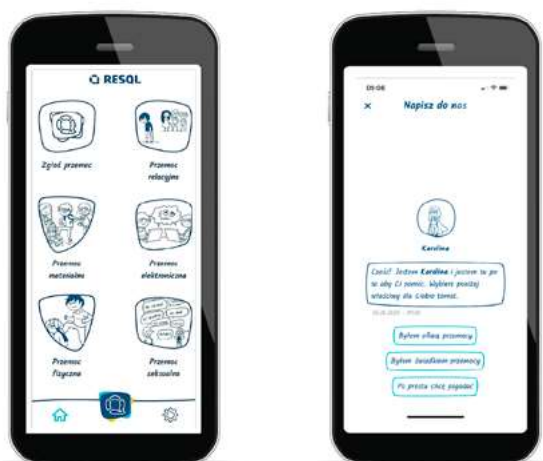 RESQL
Zgłoś przemoc
Przemoc
relacyjna
Przemoc
materialna
Przemoc
elektroniczna
Przemoc
fizyczna
Przemoc
seksualna
09:08
Napisz do nas
Karolina
Cześć! Jestem Karolina i jestem tu po
to aby Ci pomóc. Wybierz poniżej
właściwy dla Ciebie temat.
Byłem ofiarą przemocy
Byłem świadkiem przemocy
Po prostu chcę pogadać